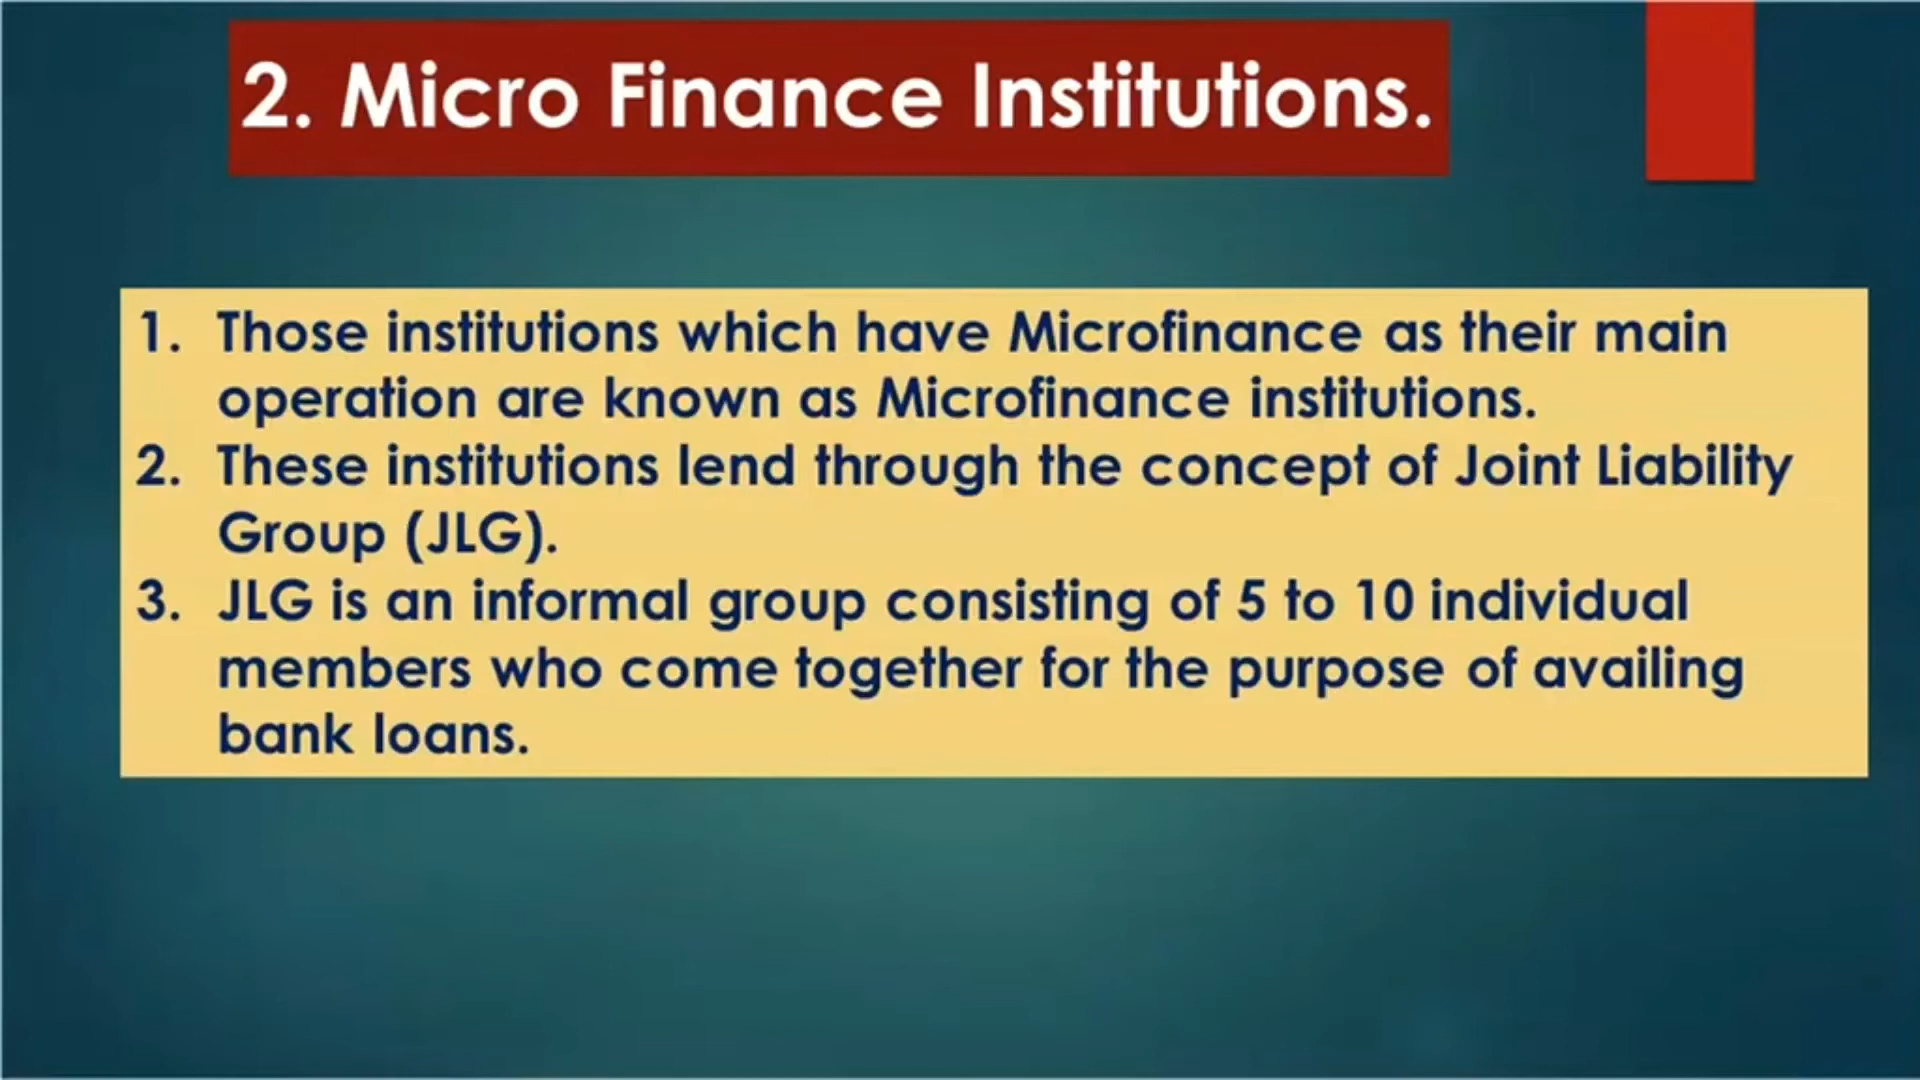 2. Micro Finance Institutions.
1. Those institutions which have Microfinance as their main
operation are known as Microfinance institutions.
2. These institutions lend through the concept of Joint Liability
Group (JLG).
3. JLG is an informal group consisting of 5 to 10 individual
members who come together for the purpose of availing
bank loans.